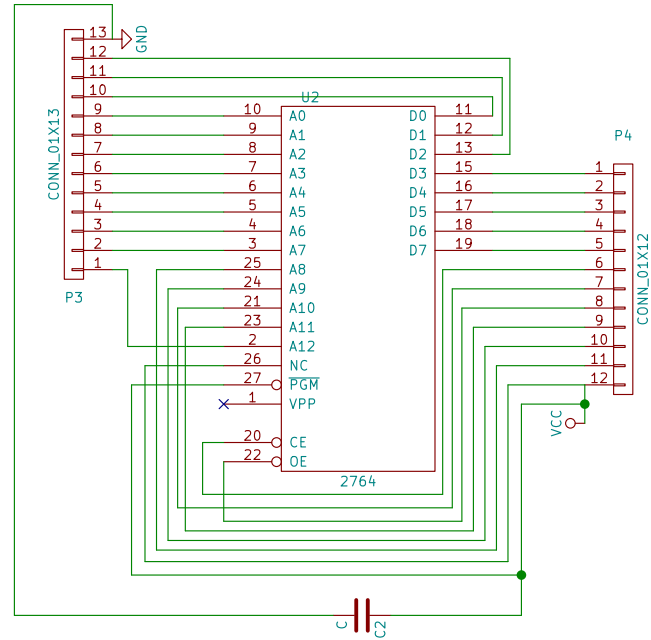 13 GND
12
11
10
9
8
7
6
5
4
3
2
1
CONN_01X13
P3
U2
10 A0 D0 11
9 A1 D1 12
8 A2 D2 13
7 A3 D3 15
6 A4 D4 16
5 A5 D5 17
4 A6 D6 18
3 A7 D7 19
25 A8
24 A9
21 A10
23 A11
2 A12
26 NC
27 PGM
1 VPP
20 CE
22 OE
2764
P4
1
2
3
4
5
6
7
8
9
10
11
12
CONN_01X12
VCC
C
C2